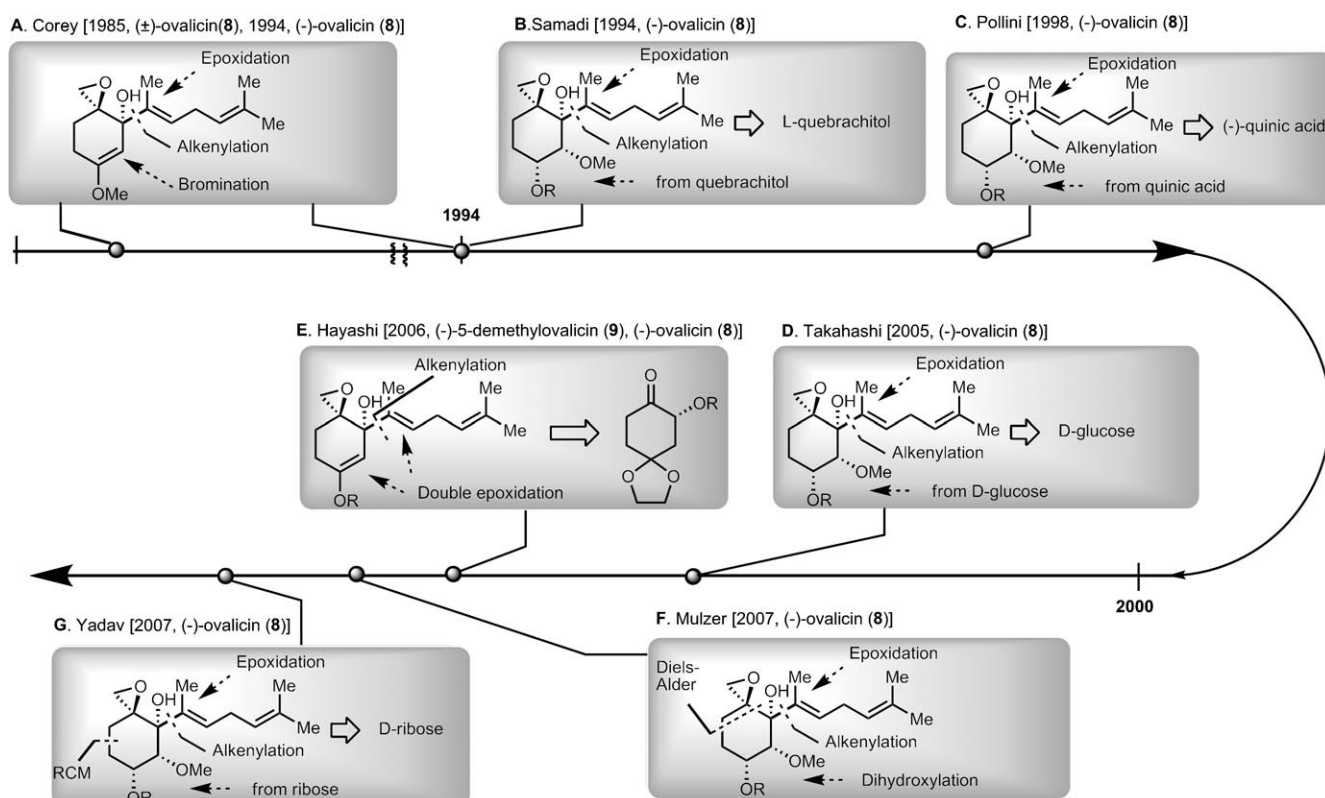 A. Corey [1985, (±)-ovalicin(8), 1994, (-)-ovalicin (8)]
Epoxidation
O
Me
OH
Me
Me
Alkenylation
Bromination
OMe
B.Samadi [1994, (-)-ovalicin (8)]
Epoxidation
O
Me
OH
Me
Me
L-quebrachitol
Alkenylation
OMe
from quebrachitol
OR
C. Pollini [1998, (-)-ovalicin (8)]
Epoxidation
O
Me
OH
Me
Me
(-)-quinic acid
Alkenylation
OMe
from quinic acid
OR
1994
E. Hayashi [2006, (-)-5-demethylovalicin (9), (-)-ovalicin (8)]
Alkenylation
O
Me
OH
Me
Me
Double epoxidation
OR
O
OR
O
O
D. Takahashi [2005, (-)-ovalicin (8)]
Epoxidation
O
Me
OH
Me
Me
D-glucose
Alkenylation
OMe
from D-glucose
OR
2000
G. Yadav [2007, (-)-ovalicin (8)]
Epoxidation
O
Me
OH
Me
Me
D-ribose
Alkenylation
RCM
OMe
from ribose
OR
F. Mulzer [2007, (-)-ovalicin (8)]
Diels-
Alder
Epoxidation
O
Me
OH
Me
Me
Alkenylation
OMe
Dihydroxylation
OR